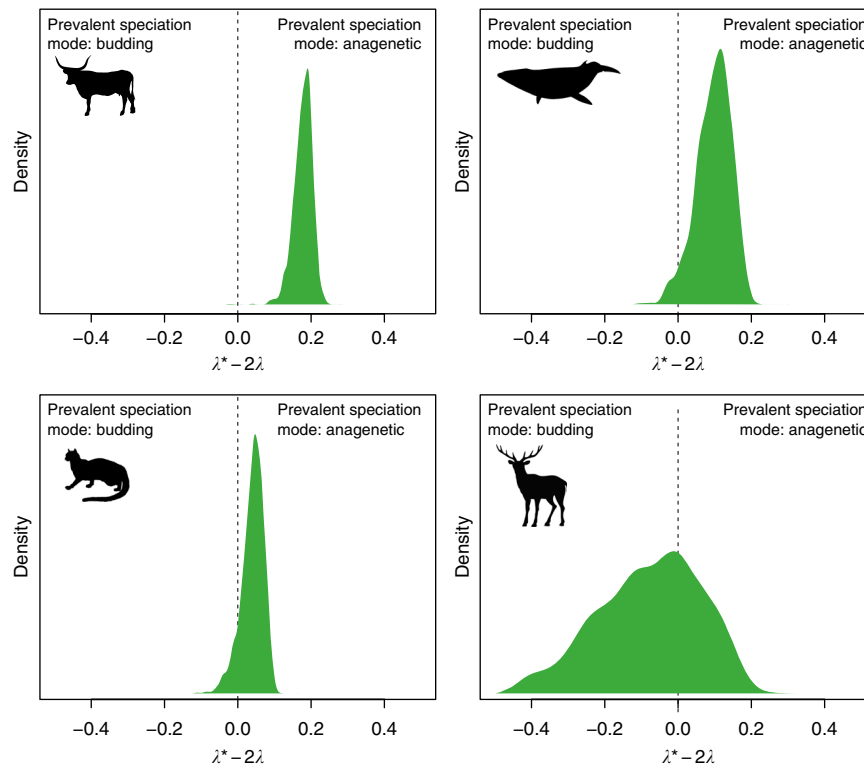 Prevalent speciation
mode: budding
Prevalent speciation
mode: anagenetic
Density
−0.4 −0.2 0.0 0.2 0.4
λ* − 2λ
Prevalent speciation
mode: budding
Prevalent speciation
mode: anagenetic
Density
−0.4 −0.2 0.0 0.2 0.4
λ* − 2λ
Prevalent speciation
mode: budding
Prevalent speciation
mode: anagenetic
Density
−0.4 −0.2 0.0 0.2 0.4
λ* − 2λ
Prevalent speciation
mode: budding
Prevalent speciation
mode: anagenetic
Density
−0.4 −0.2 0.0 0.2 0.4
λ* − 2λ